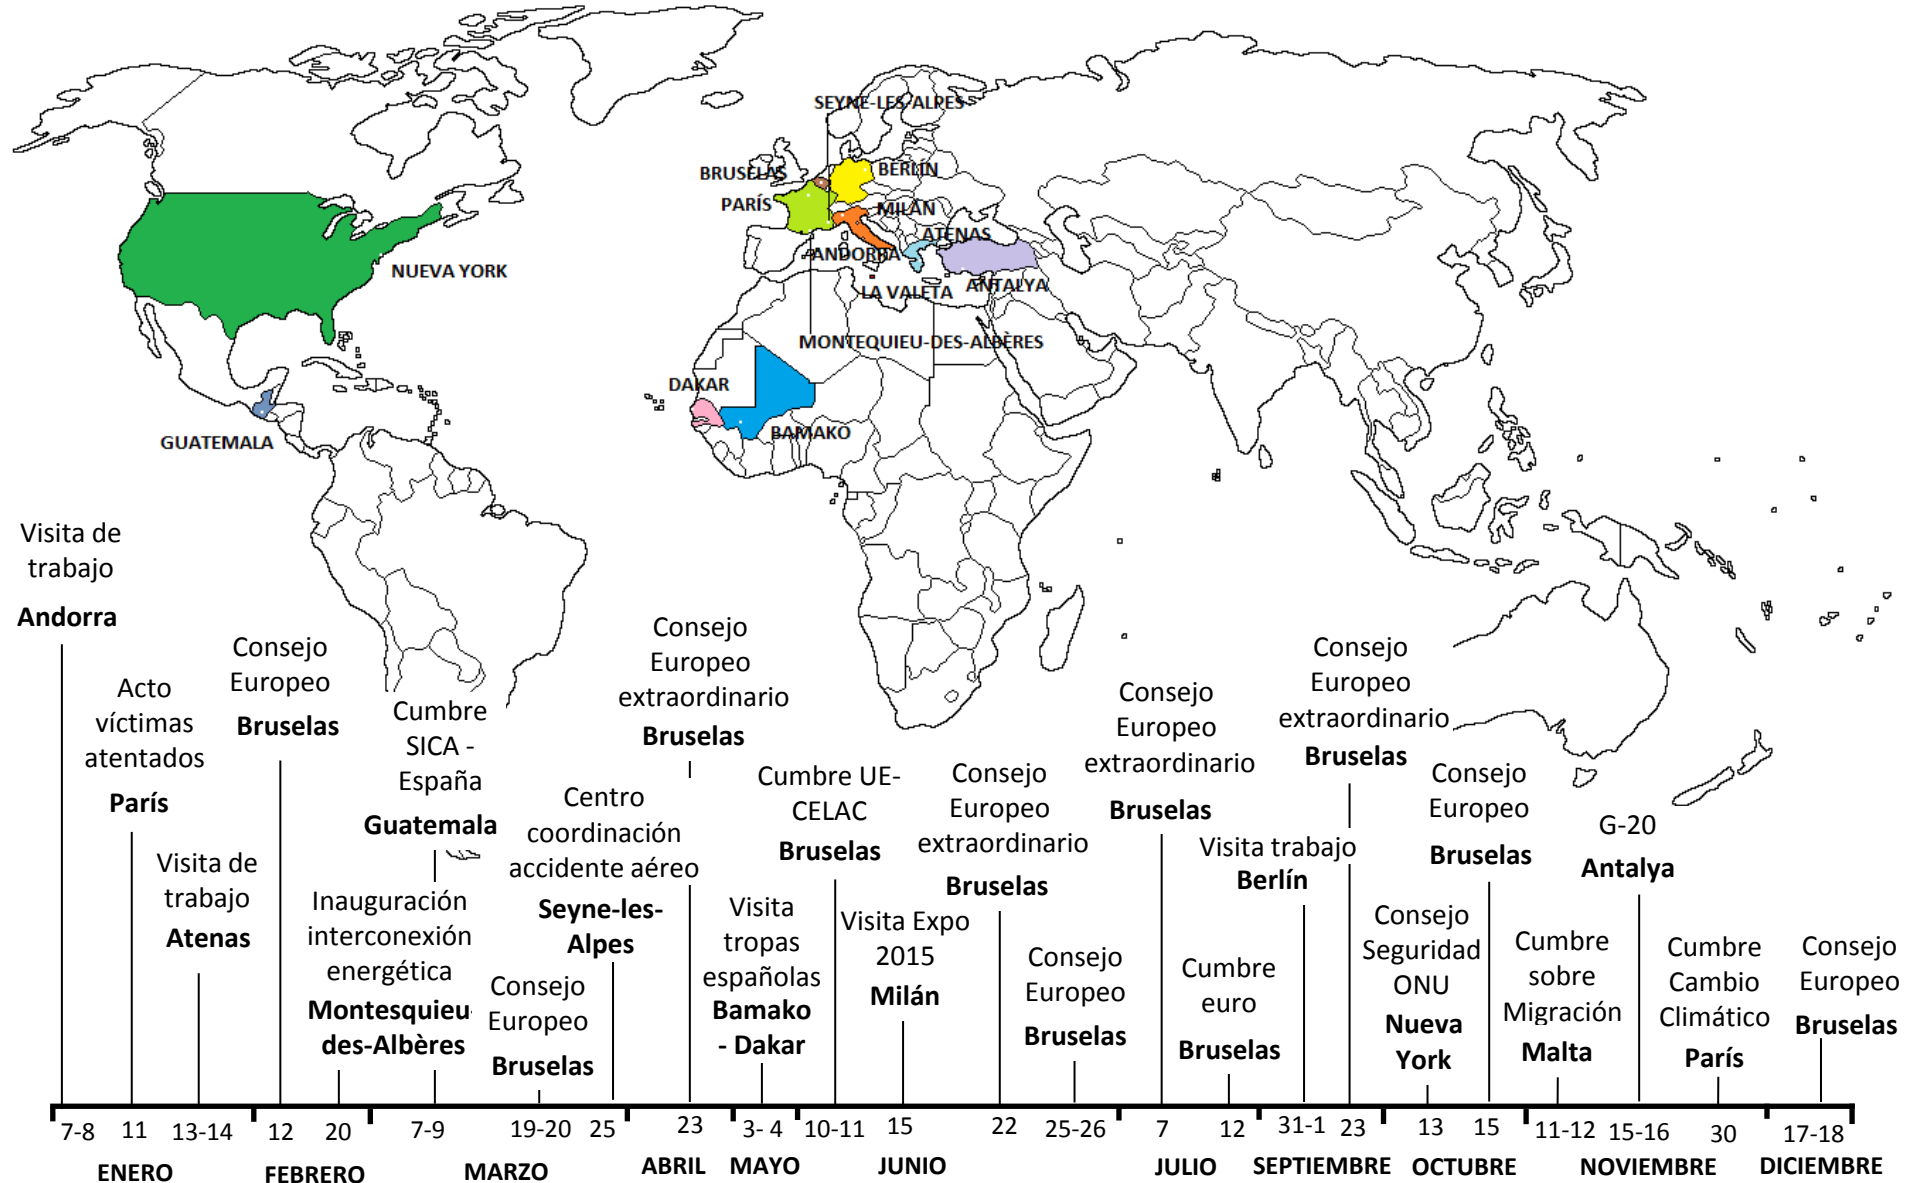 SEYNE-LES-ALPES
BRUSELAS
BERLÍN
PARÍS
MILÁN
ATENAS
ANDORRA
NUEVA YORK
LA VALETA
ANTALYA
MONTEQUIEU-DES-ALBÈRES
DAKAR
BAMAKO
GUATEMALA
Visita de
trabajo
Andorra
Acto
víctimas
atentados
París
Visita de
trabajo
Atenas
Consejo
Europeo
Bruselas
Inauguración
interconexión
energética
Montesquieu-
des-Albères
Cumbre
SICA -
España
Guatemala
Consejo
Europeo
Bruselas
Centro
coordinación
accidente aéreo
Seyne-les-
Alpes
Consejo
Europeo
extraordinario
Bruselas
Visita
tropas
españolas
Bamako
- Dakar
Cumbre UE-
CELAC
Bruselas
Visita Expo
2015
Milán
Consejo
Europeo
extraordinario
Bruselas
Consejo
Europeo
Bruselas
Consejo
Europeo
extraordinario
Bruselas
Cumbre
euro
Bruselas
Visita trabajo
Berlín
Consejo
Europeo
extraordinario
Bruselas
Consejo
Seguridad
ONU
Nueva
York
Consejo
Europeo
Bruselas
Cumbre
sobre
Migración
Malta
G-20
Antalya
Cumbre
Cambio
Climático
París
Consejo
Europeo
Bruselas
7-8 11 13-14 12 20 7-9 19-20 25 23 3- 4 10-11 15 22 25-26 7 12 31-1 23 13 15 11-12 15-16 30 17-18
ENERO FEBRERO MARZO ABRIL MAYO JUNIO JULIO SEPTIEMBRE OCTUBRE NOVIEMBRE DICIEMBRE